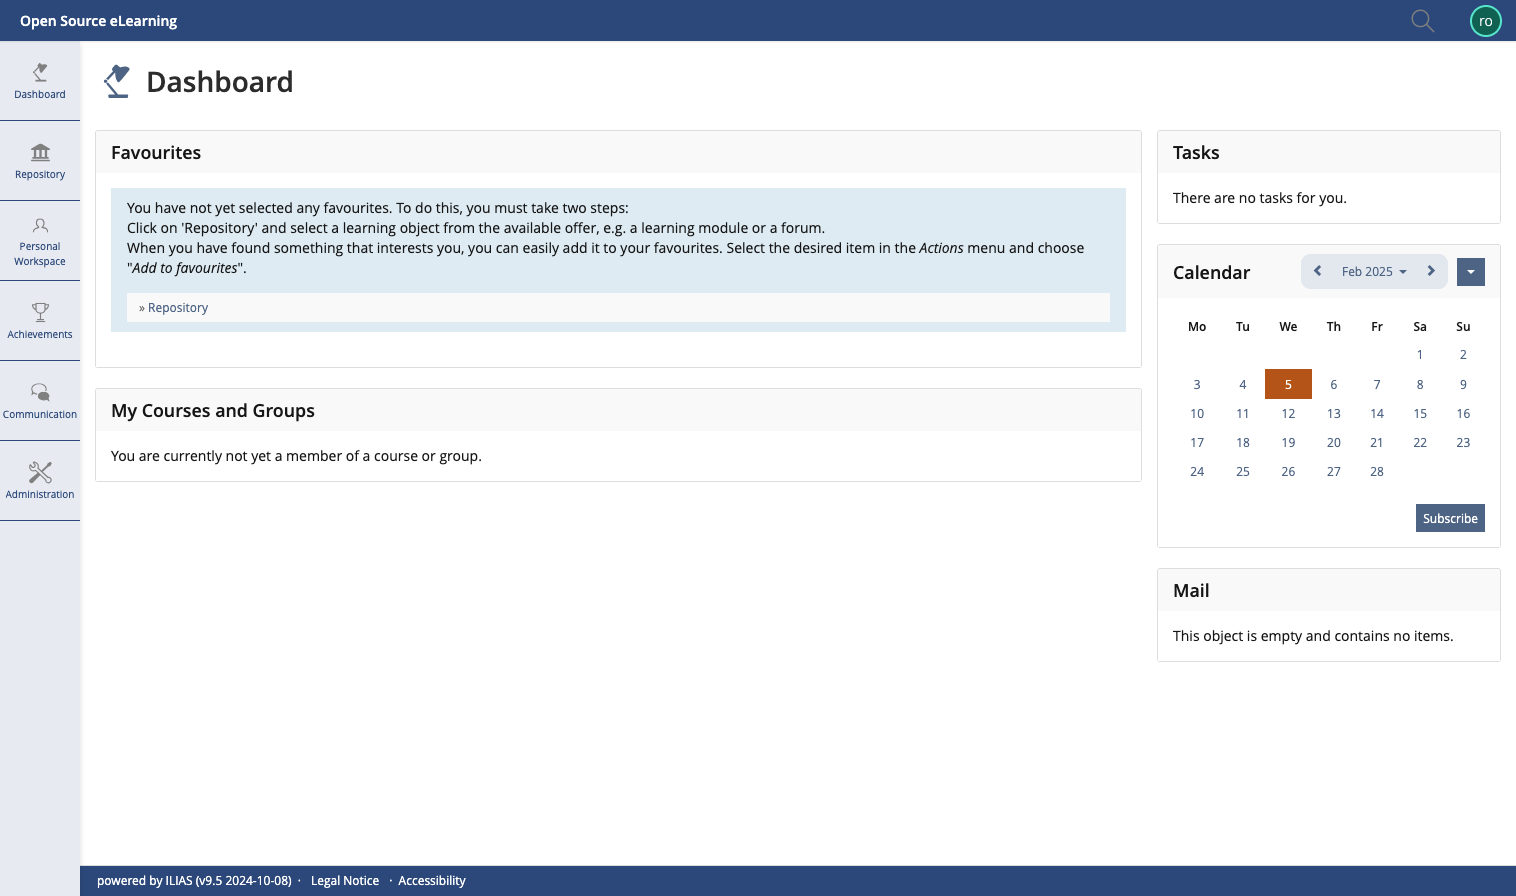 Open Source eLearning
ro
Dashboard
Repository
Personal
Workspace
Achievements
Communication
Administration
Dashboard
Favourites
You have not yet selected any favourites. To do this, you must take two steps:
Click on 'Repository' and select a learning object from the available offer, e.g. a learning module or a forum.
When you have found something that interests you, you can easily add it to your favourites. Select the desired item in the Actions menu and choose
"Add to favourites".
» Repository
My Courses and Groups
You are currently not yet a member of a course or group.
Tasks
There are no tasks for you.
Calendar
Feb 2025
Mo Tu We Th Fr Sa Su
1 2
3 4 5 6 7 8 9
10 11 12 13 14 15 16
17 18 19 20 21 22 23
24 25 26 27 28
Subscribe
Mail
This object is empty and contains no items.
powered by ILIAS (v9.5 2024-10-08) · Legal Notice · Accessibility